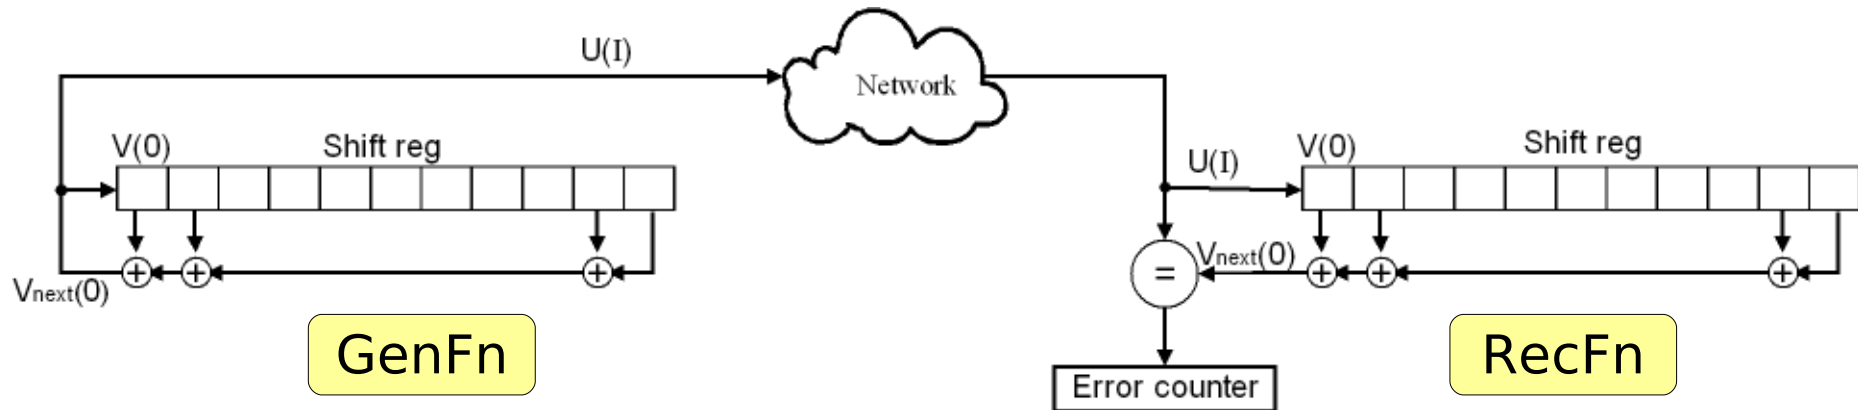 U(I)
Network
V(0)
Shift reg
V(0)
Shift reg
U(I)
+
+
+
=
Vnext(0)
+
+
+
Vnext(0)
GenFn
RecFn
Error counter